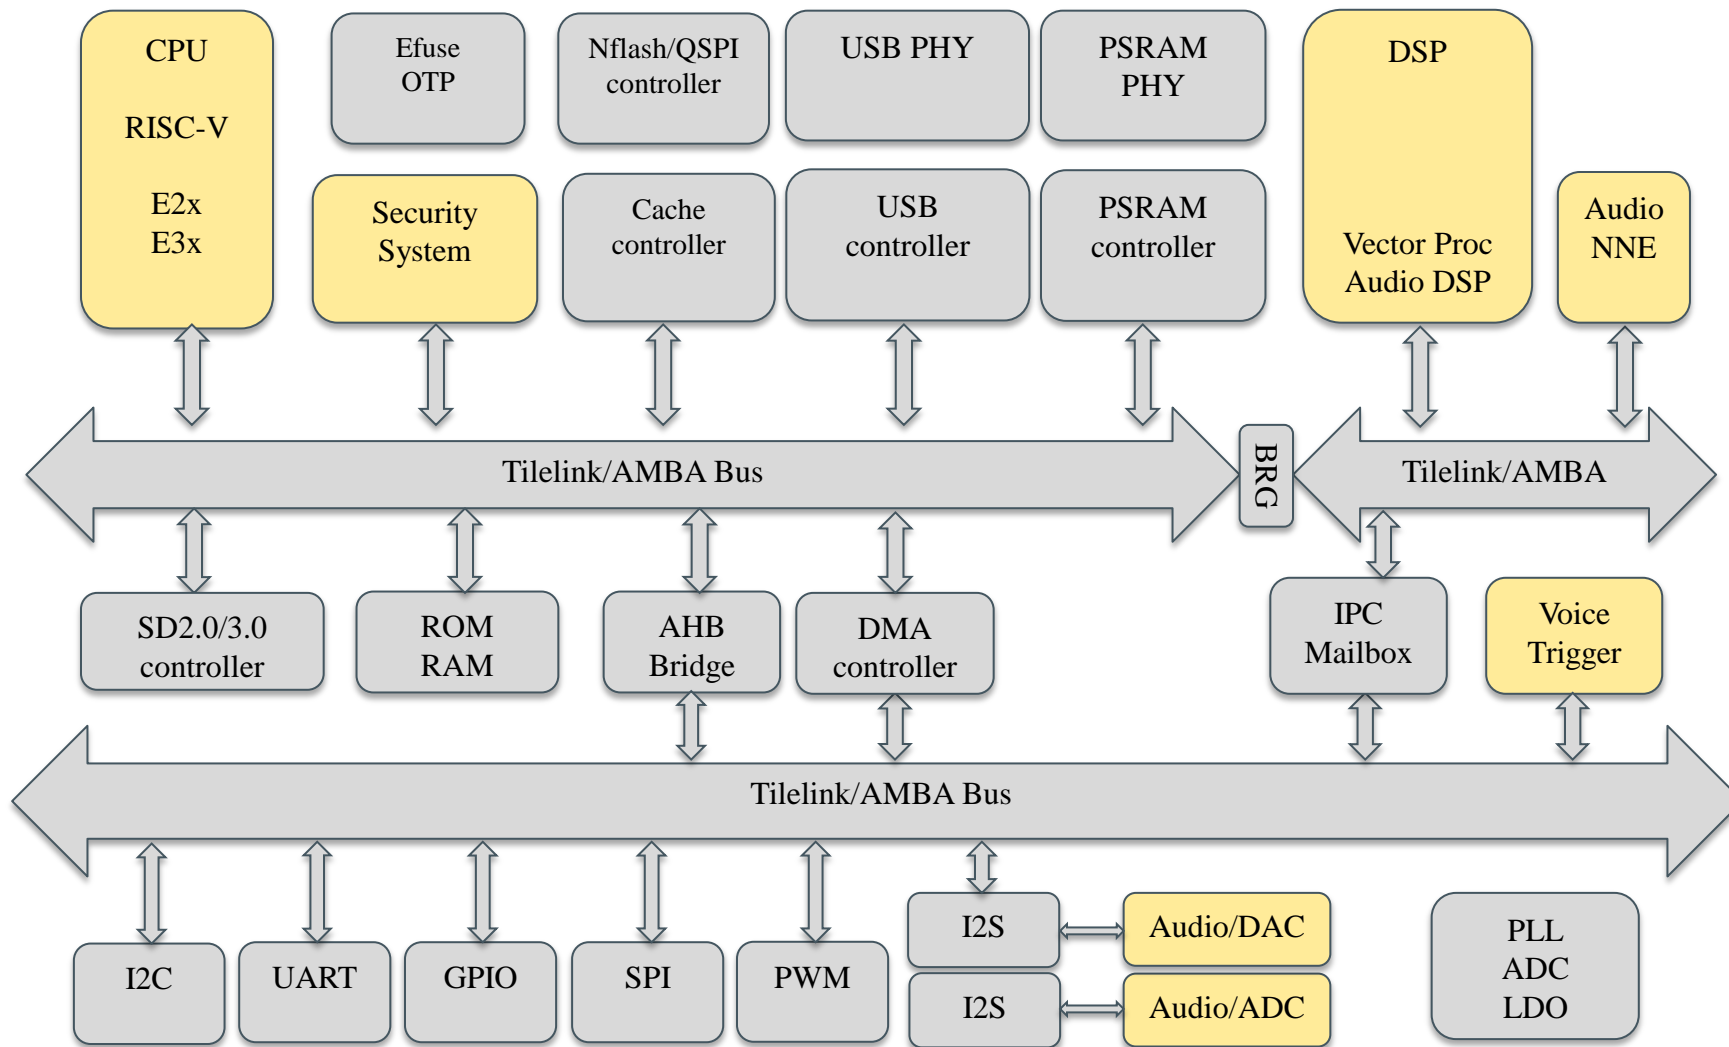 CPU
RISC-V
E2x
E3x
Efuse
OTP
Nflash/QSPI
controller
USB PHY
PSRAM
PHY
DSP
Vector Proc
Audio DSP
Security
System
Cache
controller
USB
controller
PSRAM
controller
Audio
NNE
Tilelink/AMBA Bus
BRG
Tilelink/AMBA
SD2.0/3.0
controller
ROM
RAM
AHB
Bridge
DMA
controller
IPC
Mailbox
Voice
Trigger
Tilelink/AMBA Bus
I2C
UART
GPIO
SPI
PWM
I2S
Audio/DAC
I2S
Audio/ADC
PLL
ADC
LDO